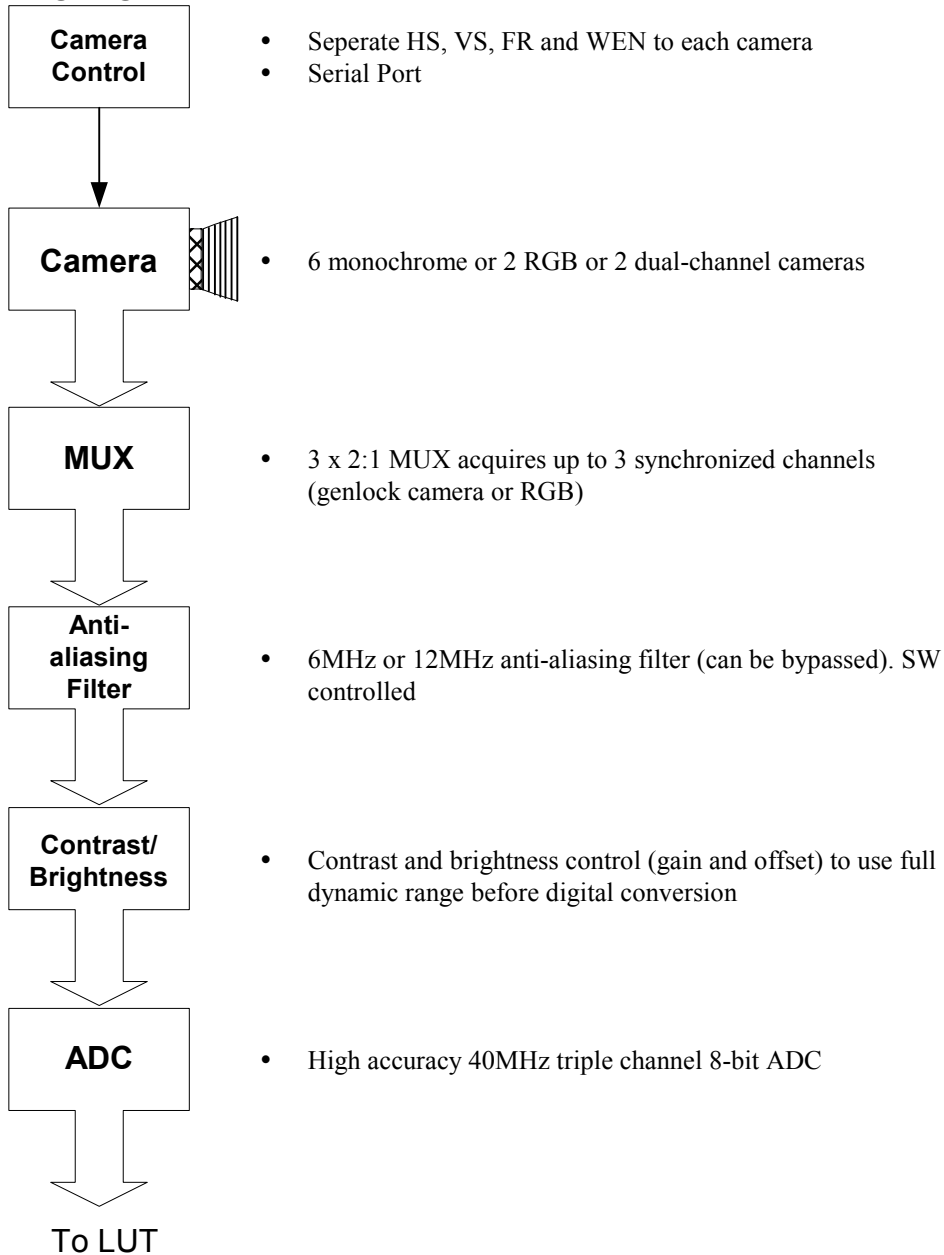 Camera
Control
• Seperate HS, VS, FR and WEN to each camera
• Serial Port
Camera
• 6 monochrome or 2 RGB or 2 dual-channel cameras
MUX
• 3 x 2:1 MUX acquires up to 3 synchronized channels
(genlock camera or RGB)
Anti-
aliasing
Filter
• 6MHz or 12MHz anti-aliasing filter (can be bypassed). SW
controlled
Contrast/
Brightness
• Contrast and brightness control (gain and offset) to use full
dynamic range before digital conversion
ADC
• High accuracy 40MHz triple channel 8-bit ADC
To LUT